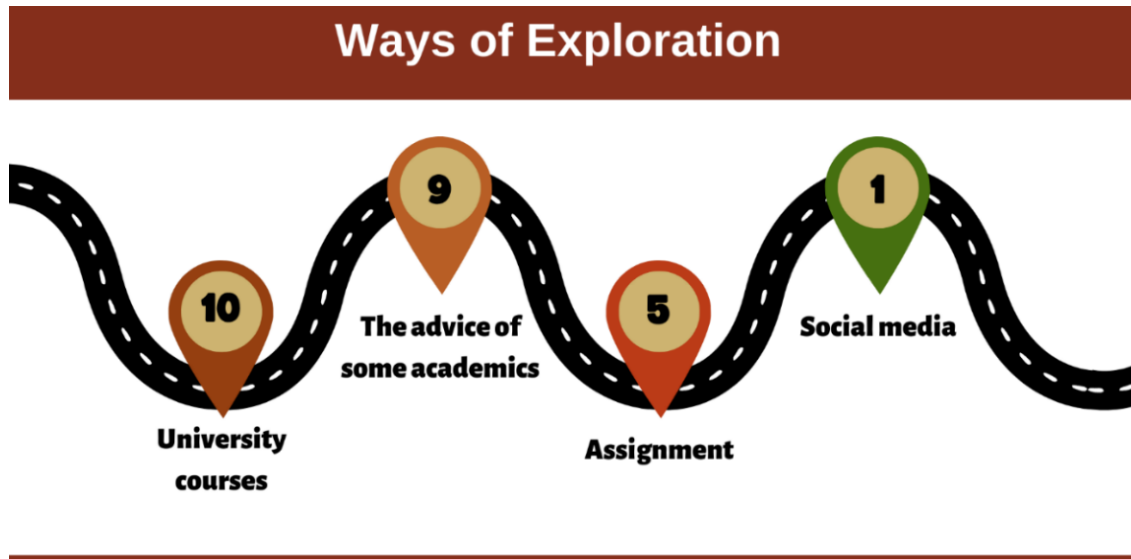 Ways of Exploration
10
University
courses
9
The advice of
some academics
5
Assignment
1
Social media